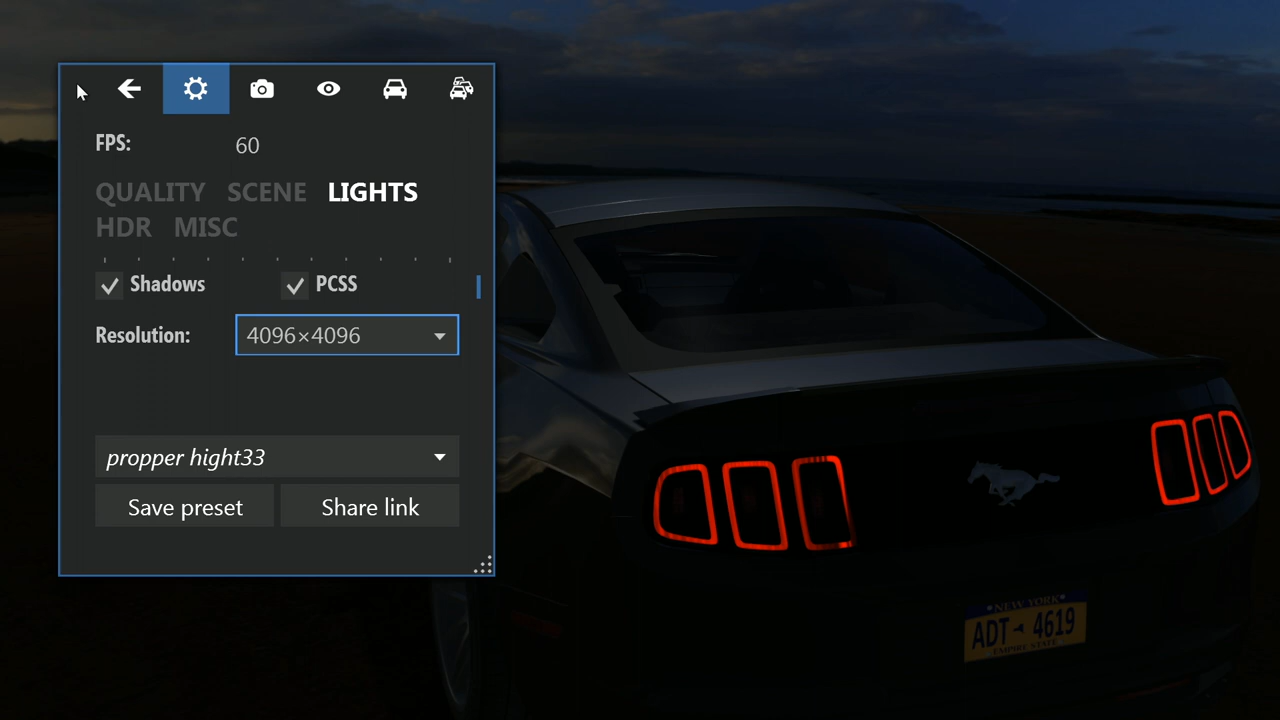 FPS: 60
QUALITY SCENE LIGHTS
HDR MISC
Shadows PCSS
Resolution: 4096×4096
propper hight33
Save preset Share link
NEW YORK
ADT 4619
EMPIRE STATE